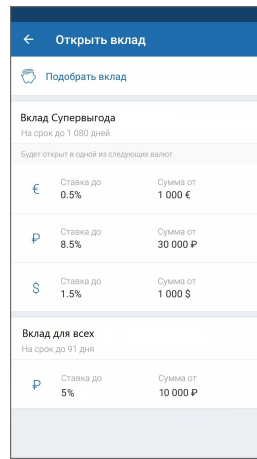 Открыть вклад
Подобрать вклад
Вклад Супервыгода
На срок до 1 080 дней
Будет открыт в одной из следующих валют
€ Ставка до Сумма от
0.5% 1 000 €
₽ Ставка до Сумма от
8.5% 30 000 ₽
$ Ставка до Сумма от
1.5% 1 000 $
Вклад для всех
На срок до 91 дня
₽ Ставка до Сумма от
5% 10 000 ₽